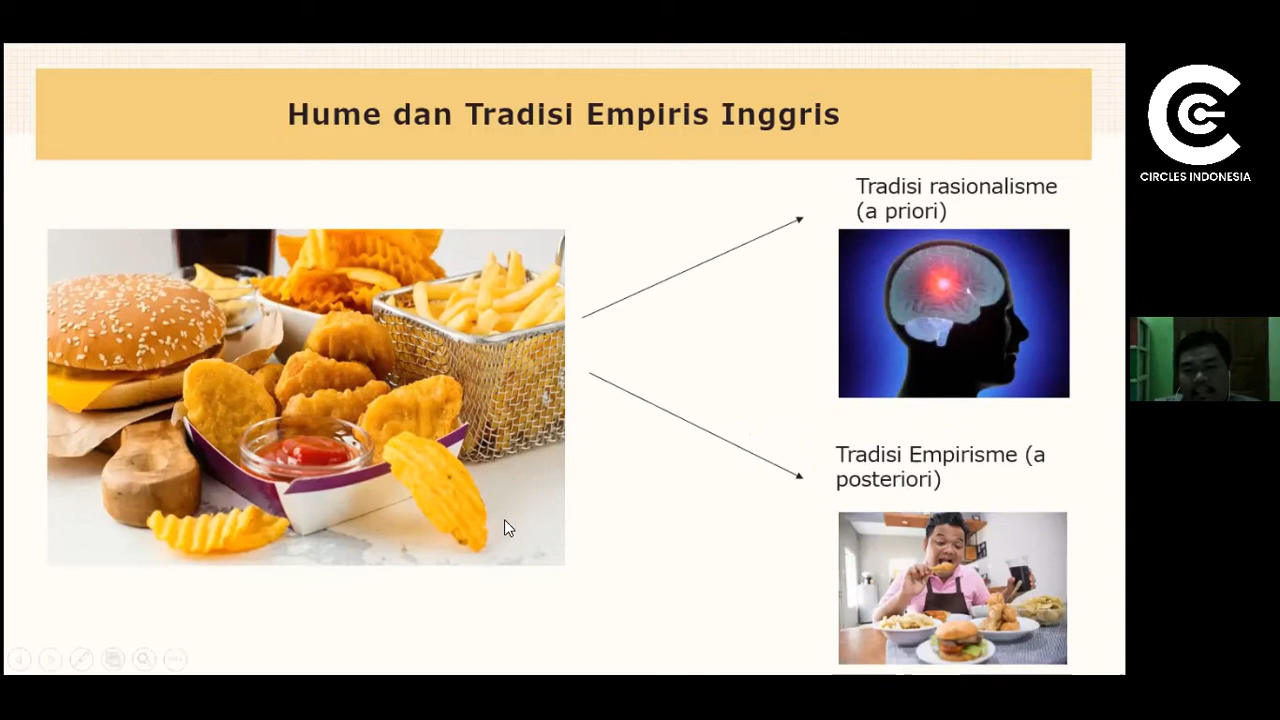 Hume dan Tradisi Empiris Inggris
Tradisi rasionalisme
(a priori)
Tradisi Empirisme (a
posteriori)
CIRCLES INDONESIA